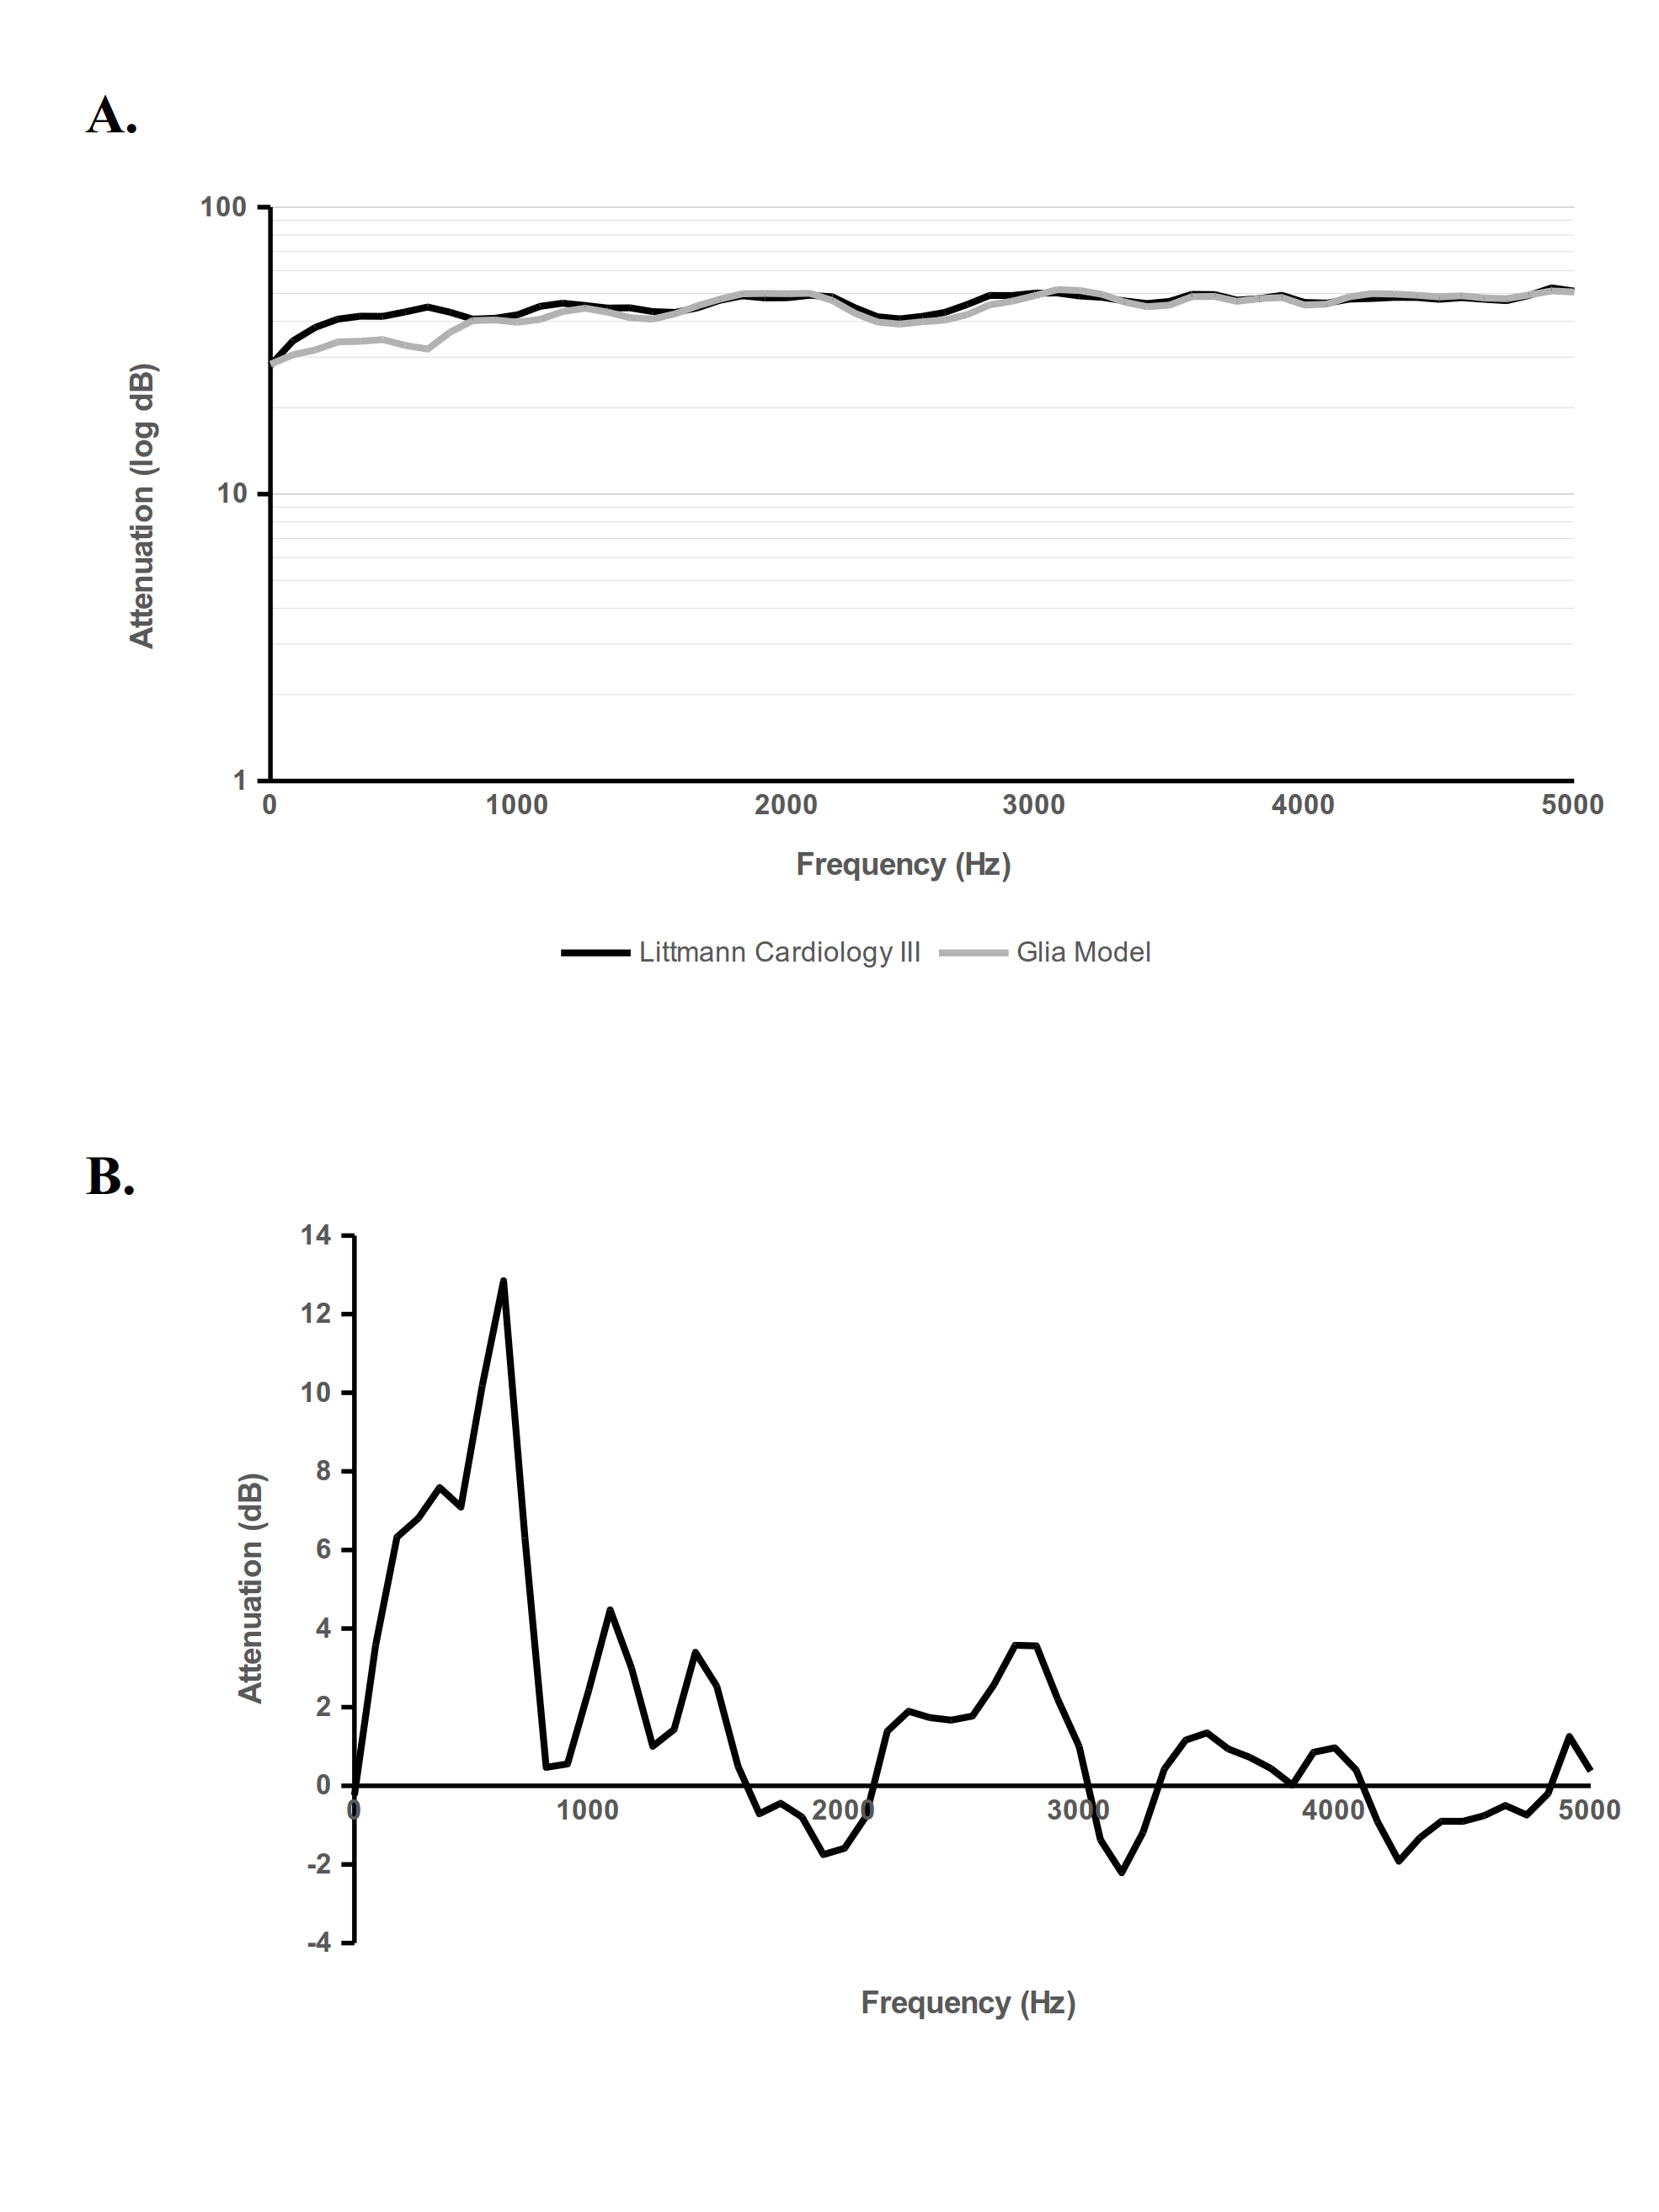 A.
100
10
1
Attenuation (log dB)
0 1000 2000 3000 4000 5000
Frequency (Hz)
Littmann Cardiology III Glia Model
B.
14
12
10
8
6
4
2
0
-2
-4
Attenuation (dB)
0 1000 2000 3000 4000 5000
Frequency (Hz)